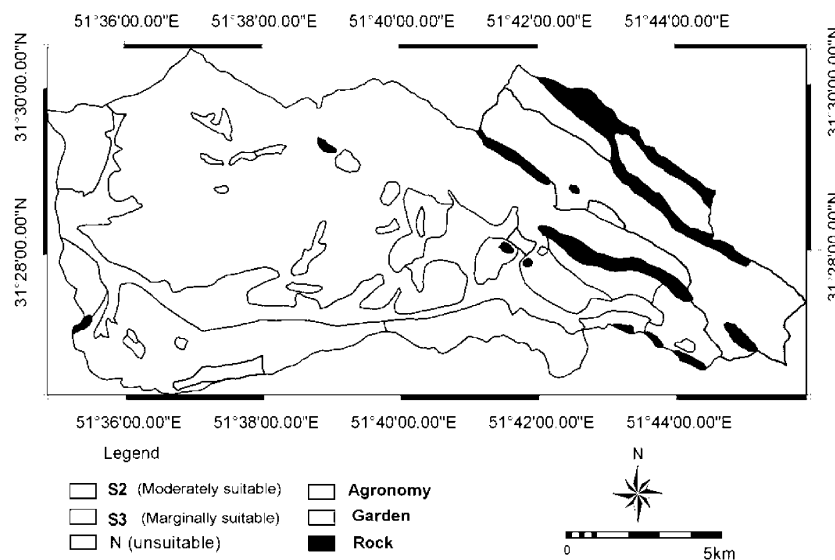 51°36'00.00"E 51°38'00.00"E 51°40'00.00"E 51°42'00.00"E 51°44'00.00"E
31°30'00.00"N 31°30'00.00"N
31°28'00.00"N 31°28'00.00"N
51°36'00.00"E 51°38'00.00"E 51°40'00.00"E 51°42'00.00"E 51°44'00.00"E
Legend
S2 (Moderately suitable)
S3 (Marginally suitable)
N (unsuitable)
Agronomy
Garden
Rock
N
0 5km